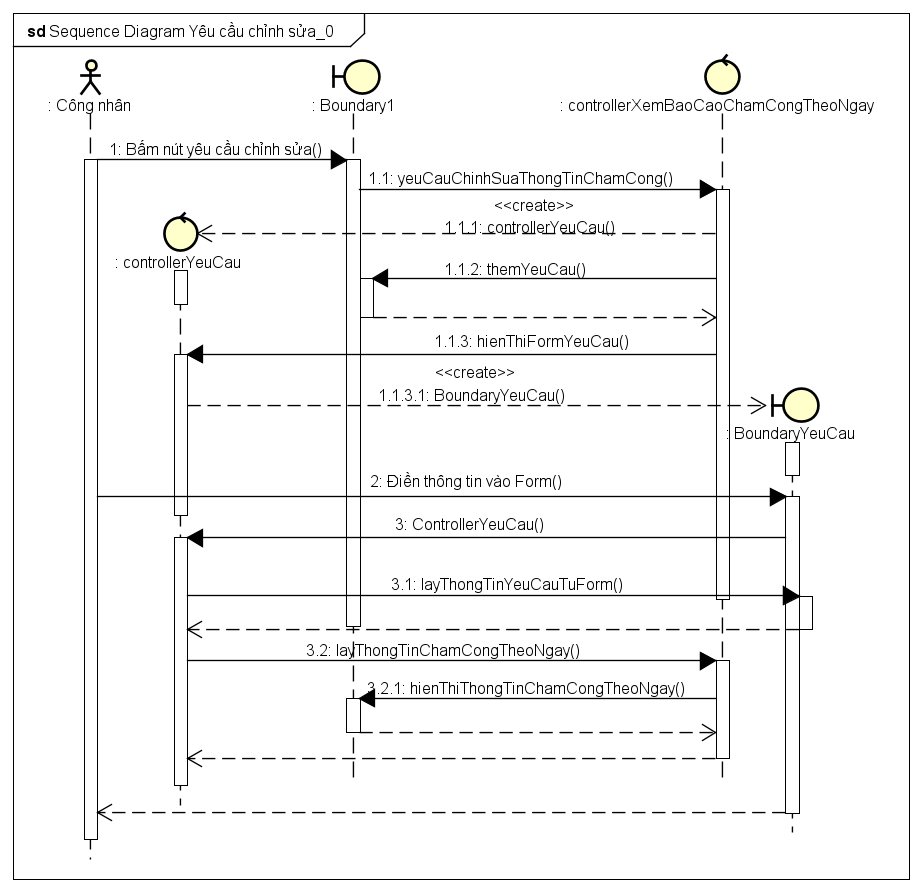 sd Sequence Diagram Yêu cầu chỉnh sửa_0
: Công nhân
: Boundary1
: controllerXemBaoCaoChamCongTheoNgay
1: Bấm nút yêu cầu chỉnh sửa()
1.1: yeuCauChinhSuaThongTinChamCong()
<<create>>
1.1.1: controllerYeuCau()
: controllerYeuCau
1.1.2: themYeuCau()
1.1.3: hienThiFormYeuCau()
<<create>>
1.1.3.1: BoundaryYeuCau()
: BoundaryYeuCau
2: Điền thông tin vào Form()
3: ControllerYeuCau()
3.1: layThongTinYeuCauTuForm()
3.2: layThongTinChamCongTheoNgay()
3.2.1: hienThiThongTinChamCongTheoNgay()